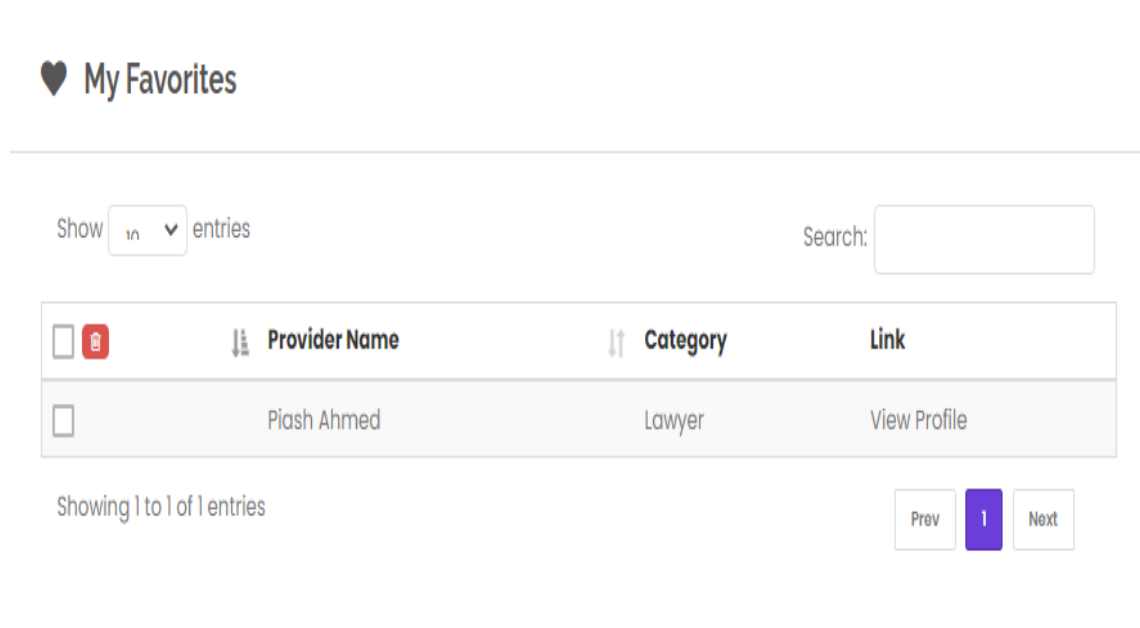 My Favorites
Show 10 entries
Search:
Provider Name Category Link
Piash Ahmed Lawyer View Profile
Showing 1 to 1 of 1 entries
Prev 1 Next